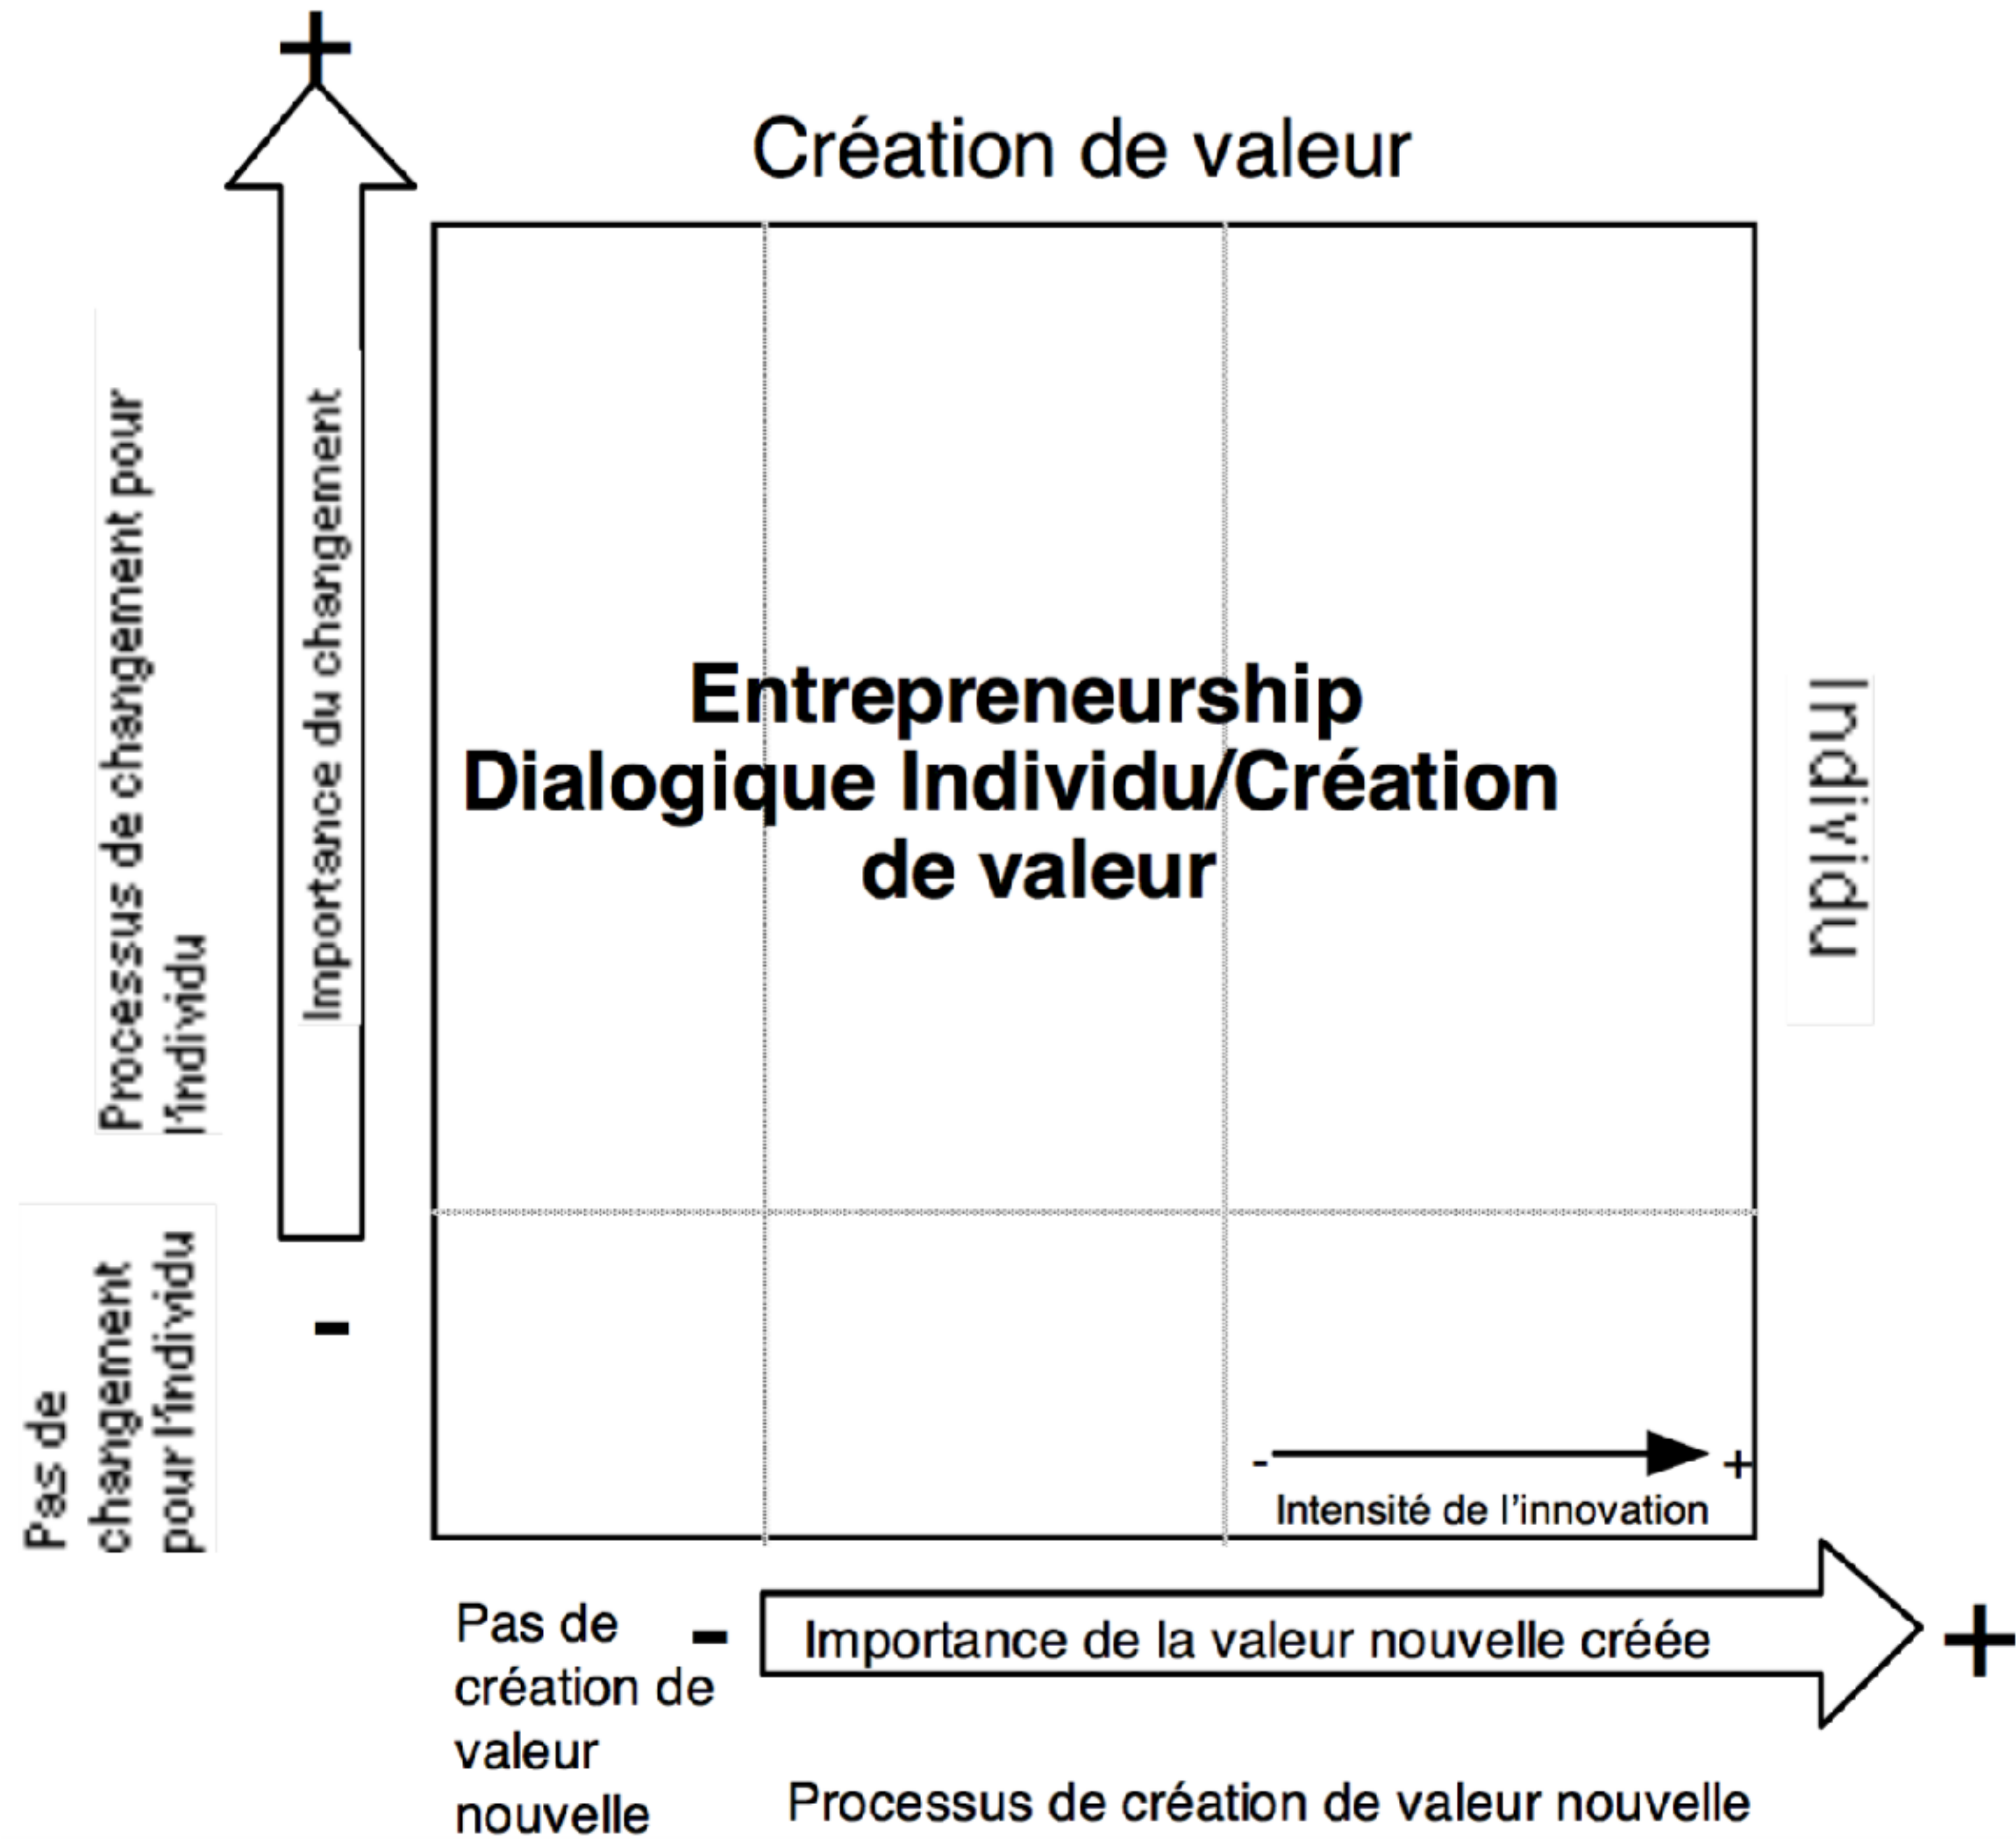 +
Création de valeur
Processus de changement pour
l'individu
Importance du changement
Entrepreneurship
Dialogique Individu/Création
de valeur
Individu
Pas de
changement
pour l'individu
-
- +
Intensité de l'innovation
Pas de
création de
valeur
nouvelle
- Importance de la valeur nouvelle créée +
Processus de création de valeur nouvelle